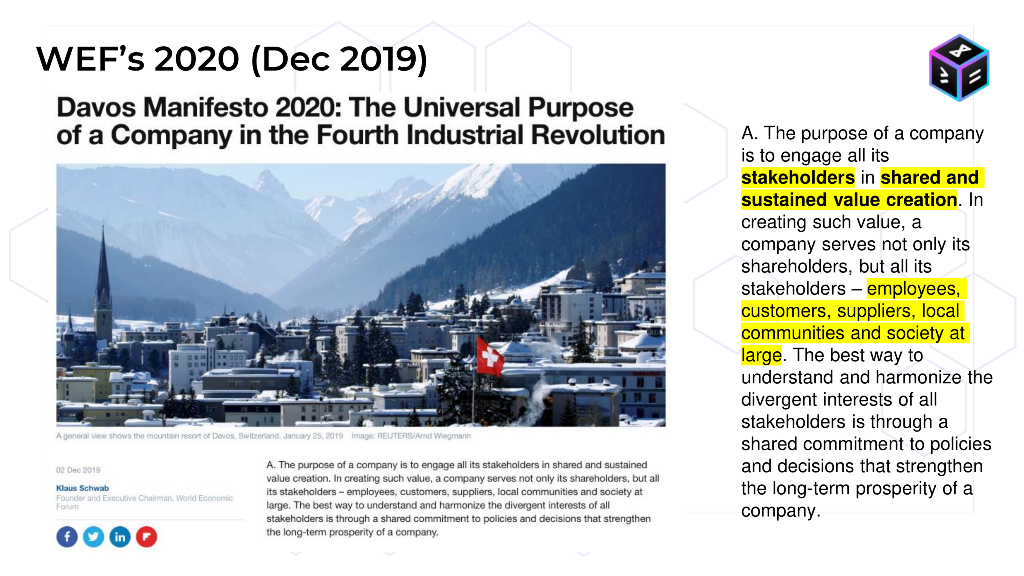 WEF’s 2020 (Dec 2019)
Davos Manifesto 2020: The Universal Purpose
of a Company in the Fourth Industrial Revolution
A general view shows the mountain resort of Davos, Switzerland, January 25, 2019 Image: REUTERS/Arnd Wiegmann
02 Dec 2019
Klaus Schwab
Founder and Executive Chairman, World Economic
Forum
A. The purpose of a company is to engage all its stakeholders in shared and sustained
value creation. In creating such value, a company serves not only its shareholders, but all
its stakeholders – employees, customers, suppliers, local communities and society at
large. The best way to understand and harmonize the divergent interests of all
stakeholders is through a shared commitment to policies and decisions that strengthen
the long-term prosperity of a company.
A. The purpose of a company
is to engage all its
stakeholders in shared and
sustained value creation. In
creating such value, a
company serves not only its
shareholders, but all its
stakeholders – employees,
customers, suppliers, local
communities and society at
large. The best way to
understand and harmonize the
divergent interests of all
stakeholders is through a
shared commitment to policies
and decisions that strengthen
the long-term prosperity of a
company.